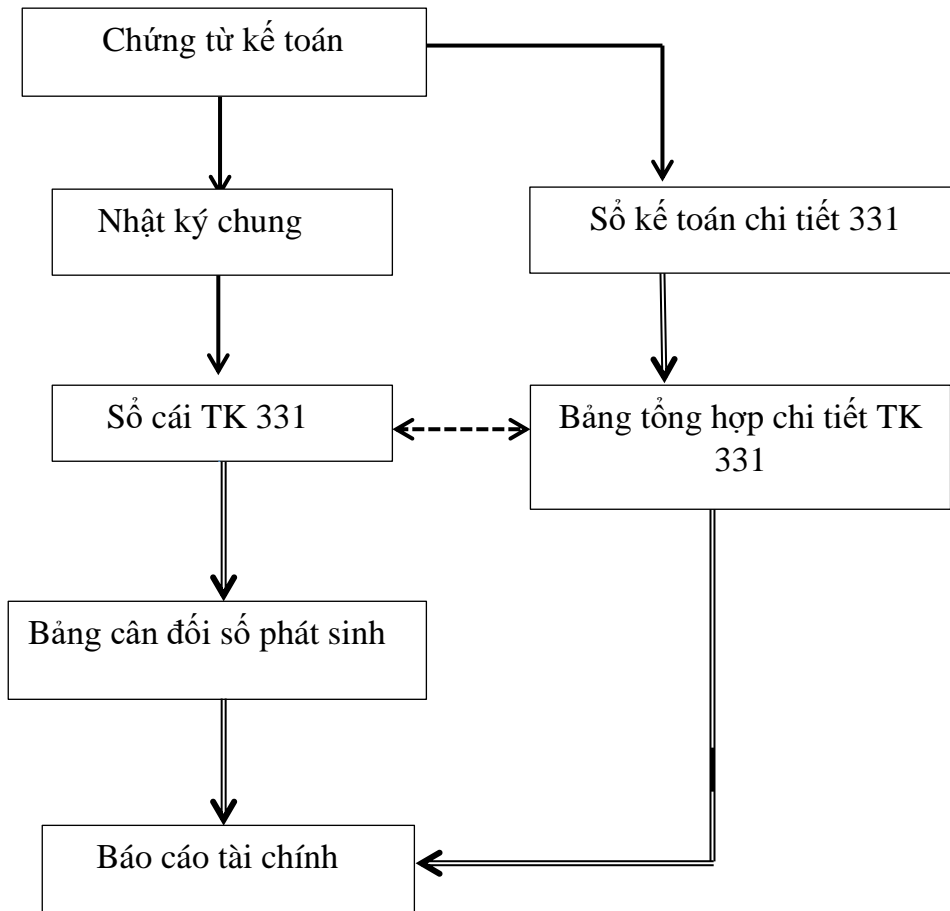 Chứng từ kế toán
Nhật ký chung
Sổ kế toán chi tiết 331
Sổ cái TK 331
Bảng tổng hợp chi tiết TK
331
Bảng cân đối số phát sinh
Báo cáo tài chính